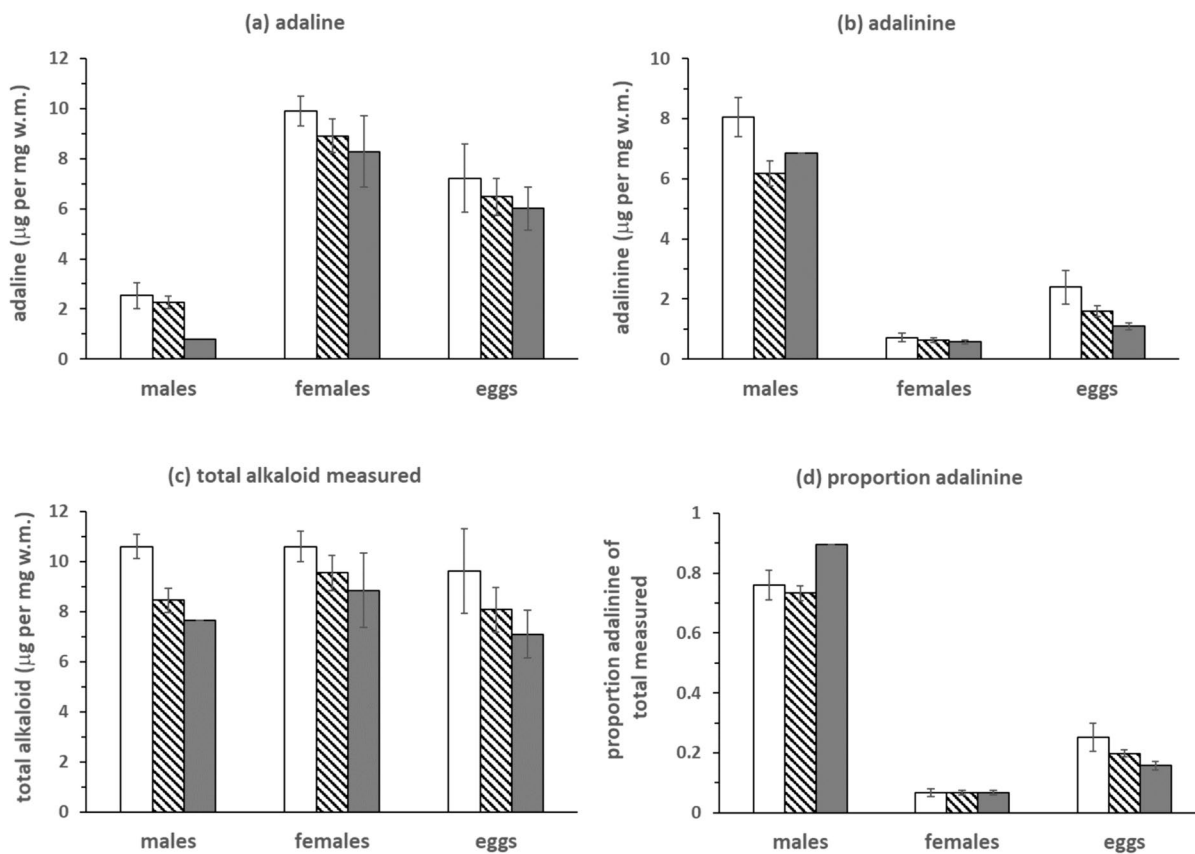 (a) adaline
adaline (µg per mg w.m.)
12
10
8
6
4
2
0
males females eggs
(b) adalinine
adalinine (µg per mg w.m.)
10
8
6
4
2
0
males females eggs
(c) total alkaloid measured
total alkaloid (µg per mg w.m.)
12
10
8
6
4
2
0
males females eggs
(d) proportion adalinine
proportion adalinine of
total measured
1
0.8
0.6
0.4
0.2
0
males females eggs